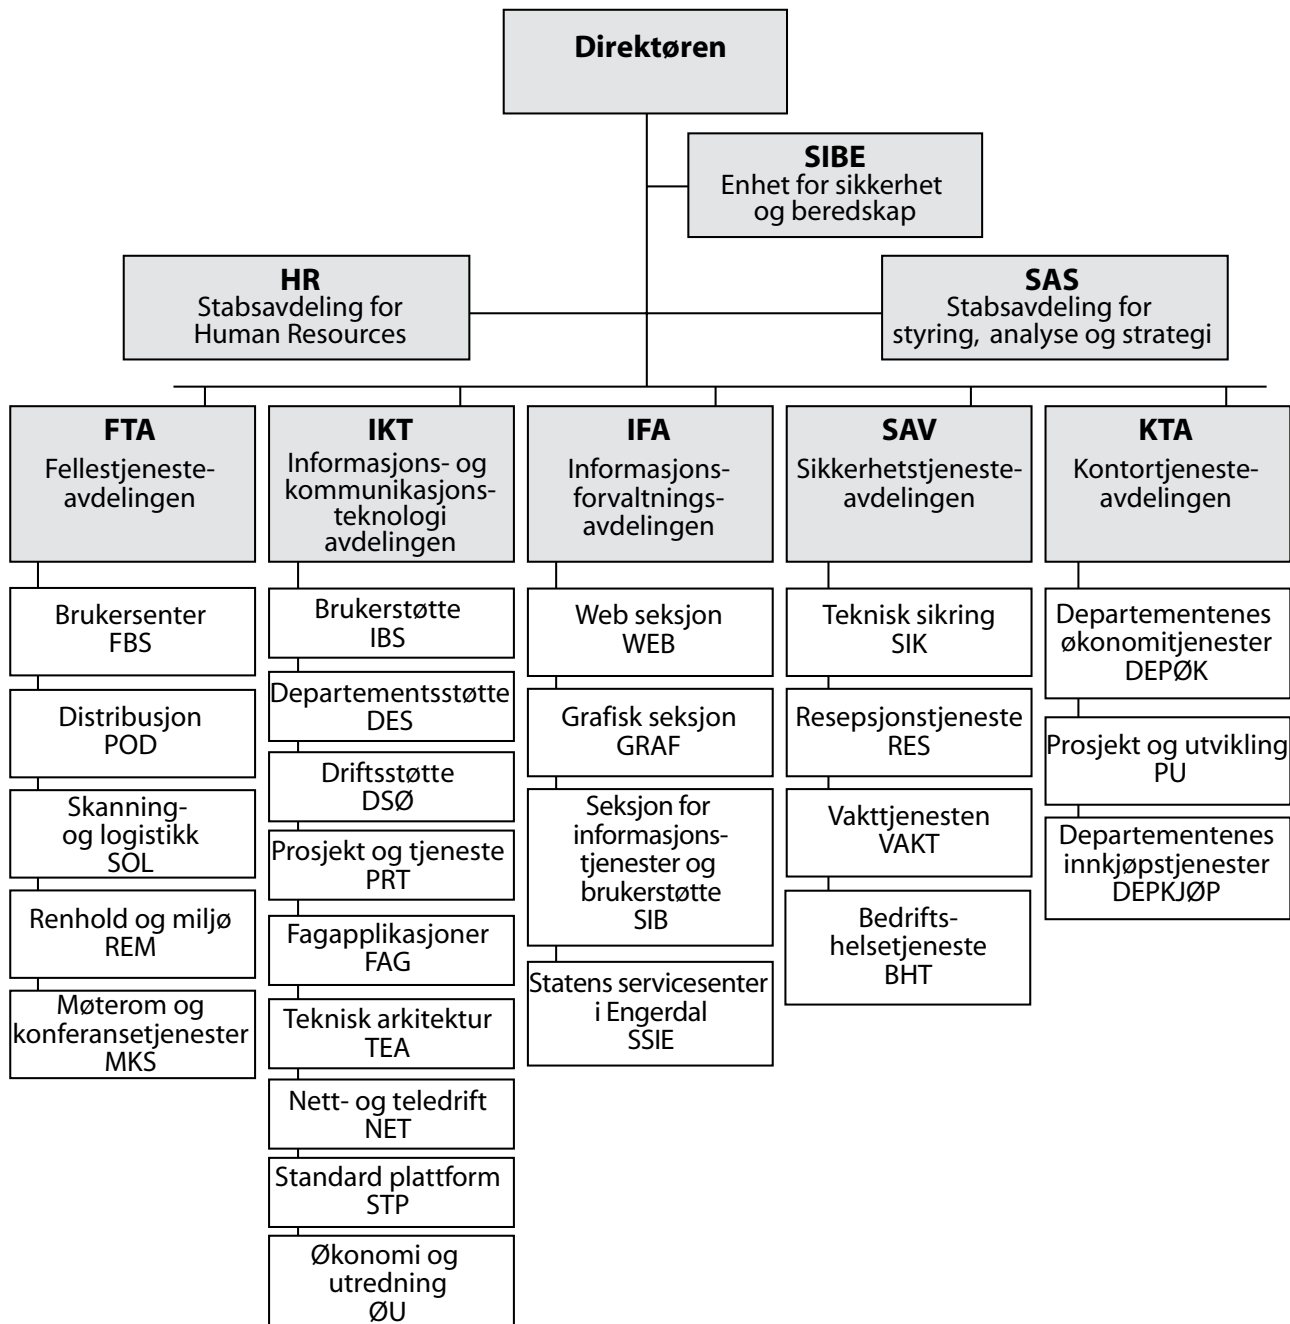 Direktøren
SIBE
Enhet for sikkerhet
og beredskap
HR
Stabsavdeling for
Human Resources
SAS
Stabsavdeling for
styring, analyse og strategi
FTA
Fellestjeneste-
avdelingen
IKT
Informasjons- og
kommunikasjons-
teknologi
avdelingen
IFA
Informasjons-
forvaltnings-
avdelingen
SAV
Sikkerhetstjeneste-
avdelingen
KTA
Kontortjeneste-
avdelingen
Brukersenter
FBS
Distribusjon
POD
Skanning-
og logistikk
SOL
Renhold og miljø
REM
Møterom og
konferansetjenester
MKS
Brukerstøtte
IBS
Departementsstøtte
DES
Driftsstøtte
DSØ
Prosjekt og tjeneste
PRT
Fagapplikasjoner
FAG
Teknisk arkitektur
TEA
Nett- og teledrift
NET
Standard plattform
STP
Økonomi og
utredning
ØU
Web seksjon
WEB
Grafisk seksjon
GRAF
Seksjon for
informasjons-
tjenester og
brukerstøtte
SIB
Statens servicesenter
i Engerdal
SSIE
Teknisk sikring
SIK
Resepsjonstjeneste
RES
Vakttjenesten
VAKT
Bedrifts-
helsetjeneste
BHT
Departementenes
økonomitjenester
DEPØK
Prosjekt og utvikling
PU
Departementenes
innkjøpstjenester
DEPKJØP